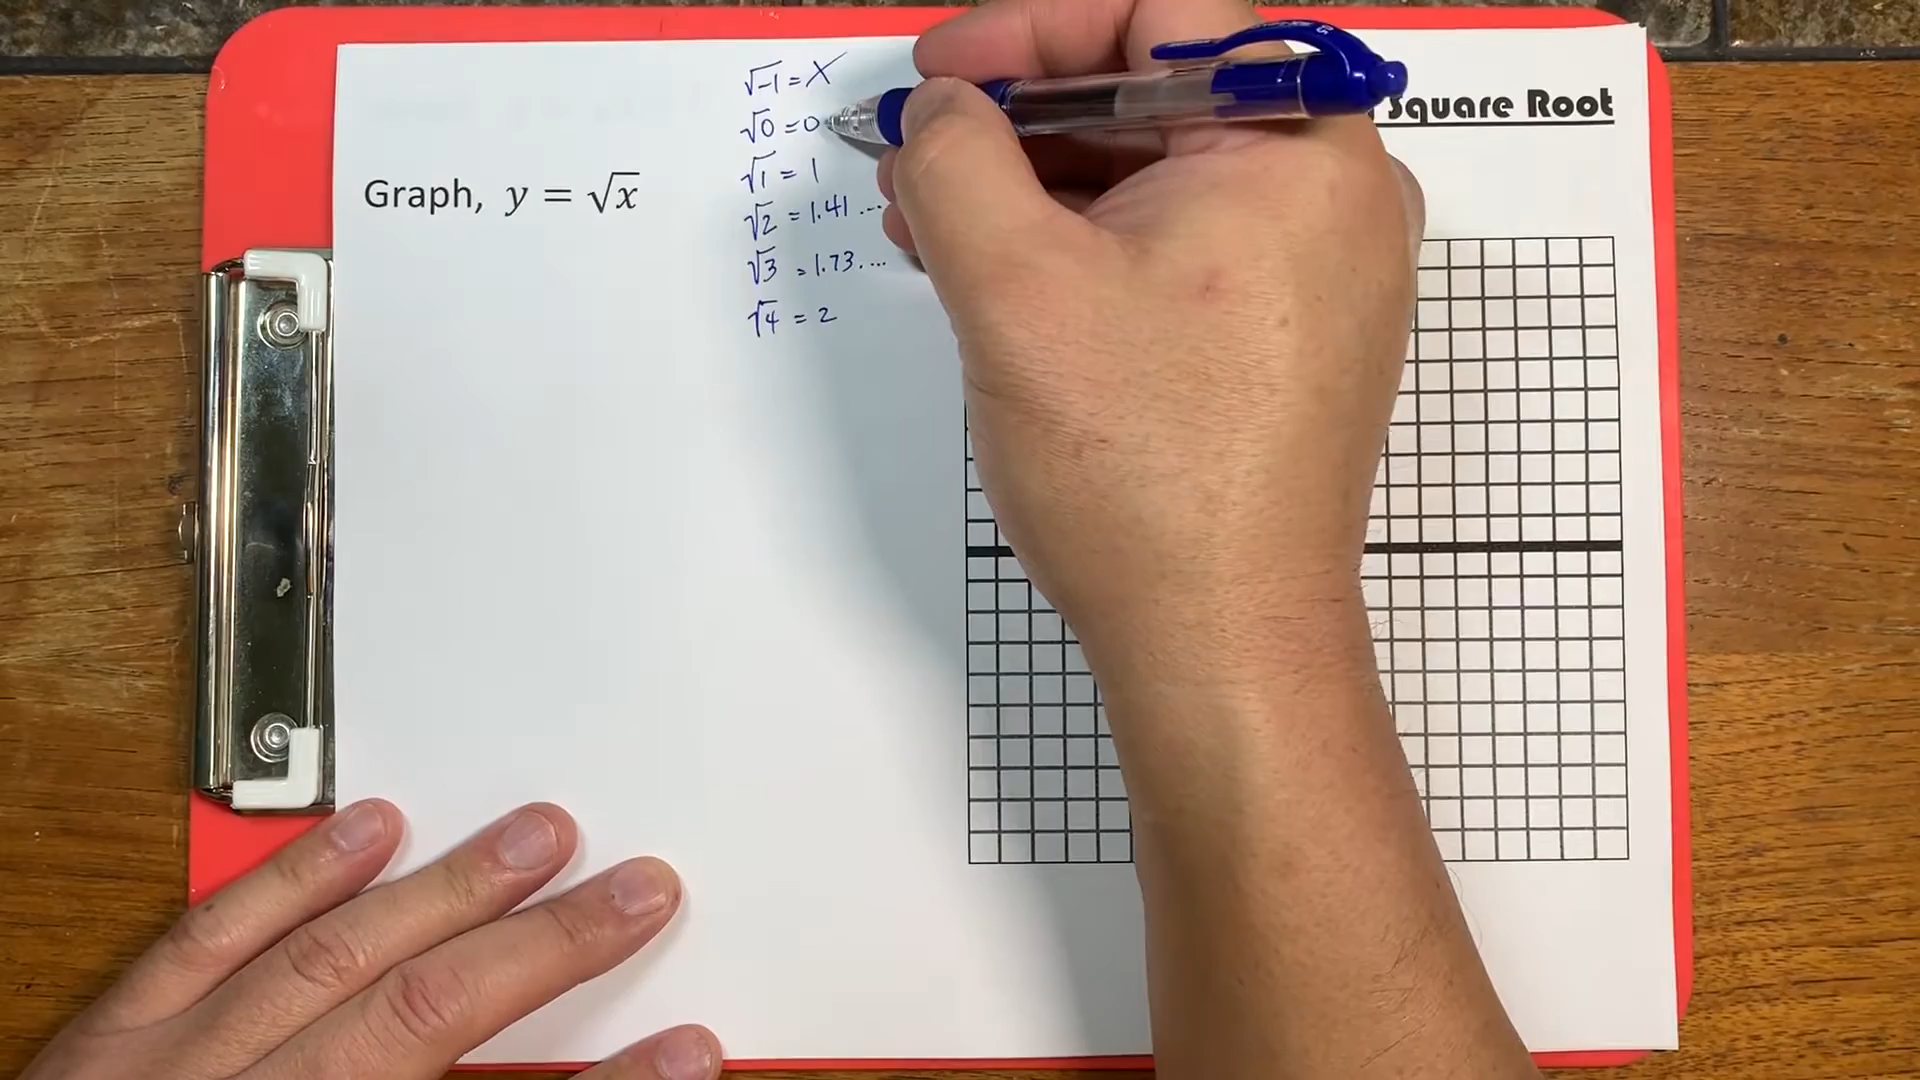 Square Root
Graph, y = √x
√-1 = X
√0 = 0
√1 = 1
√2 = 1.41 ...
√3 = 1.73....
√4 = 2